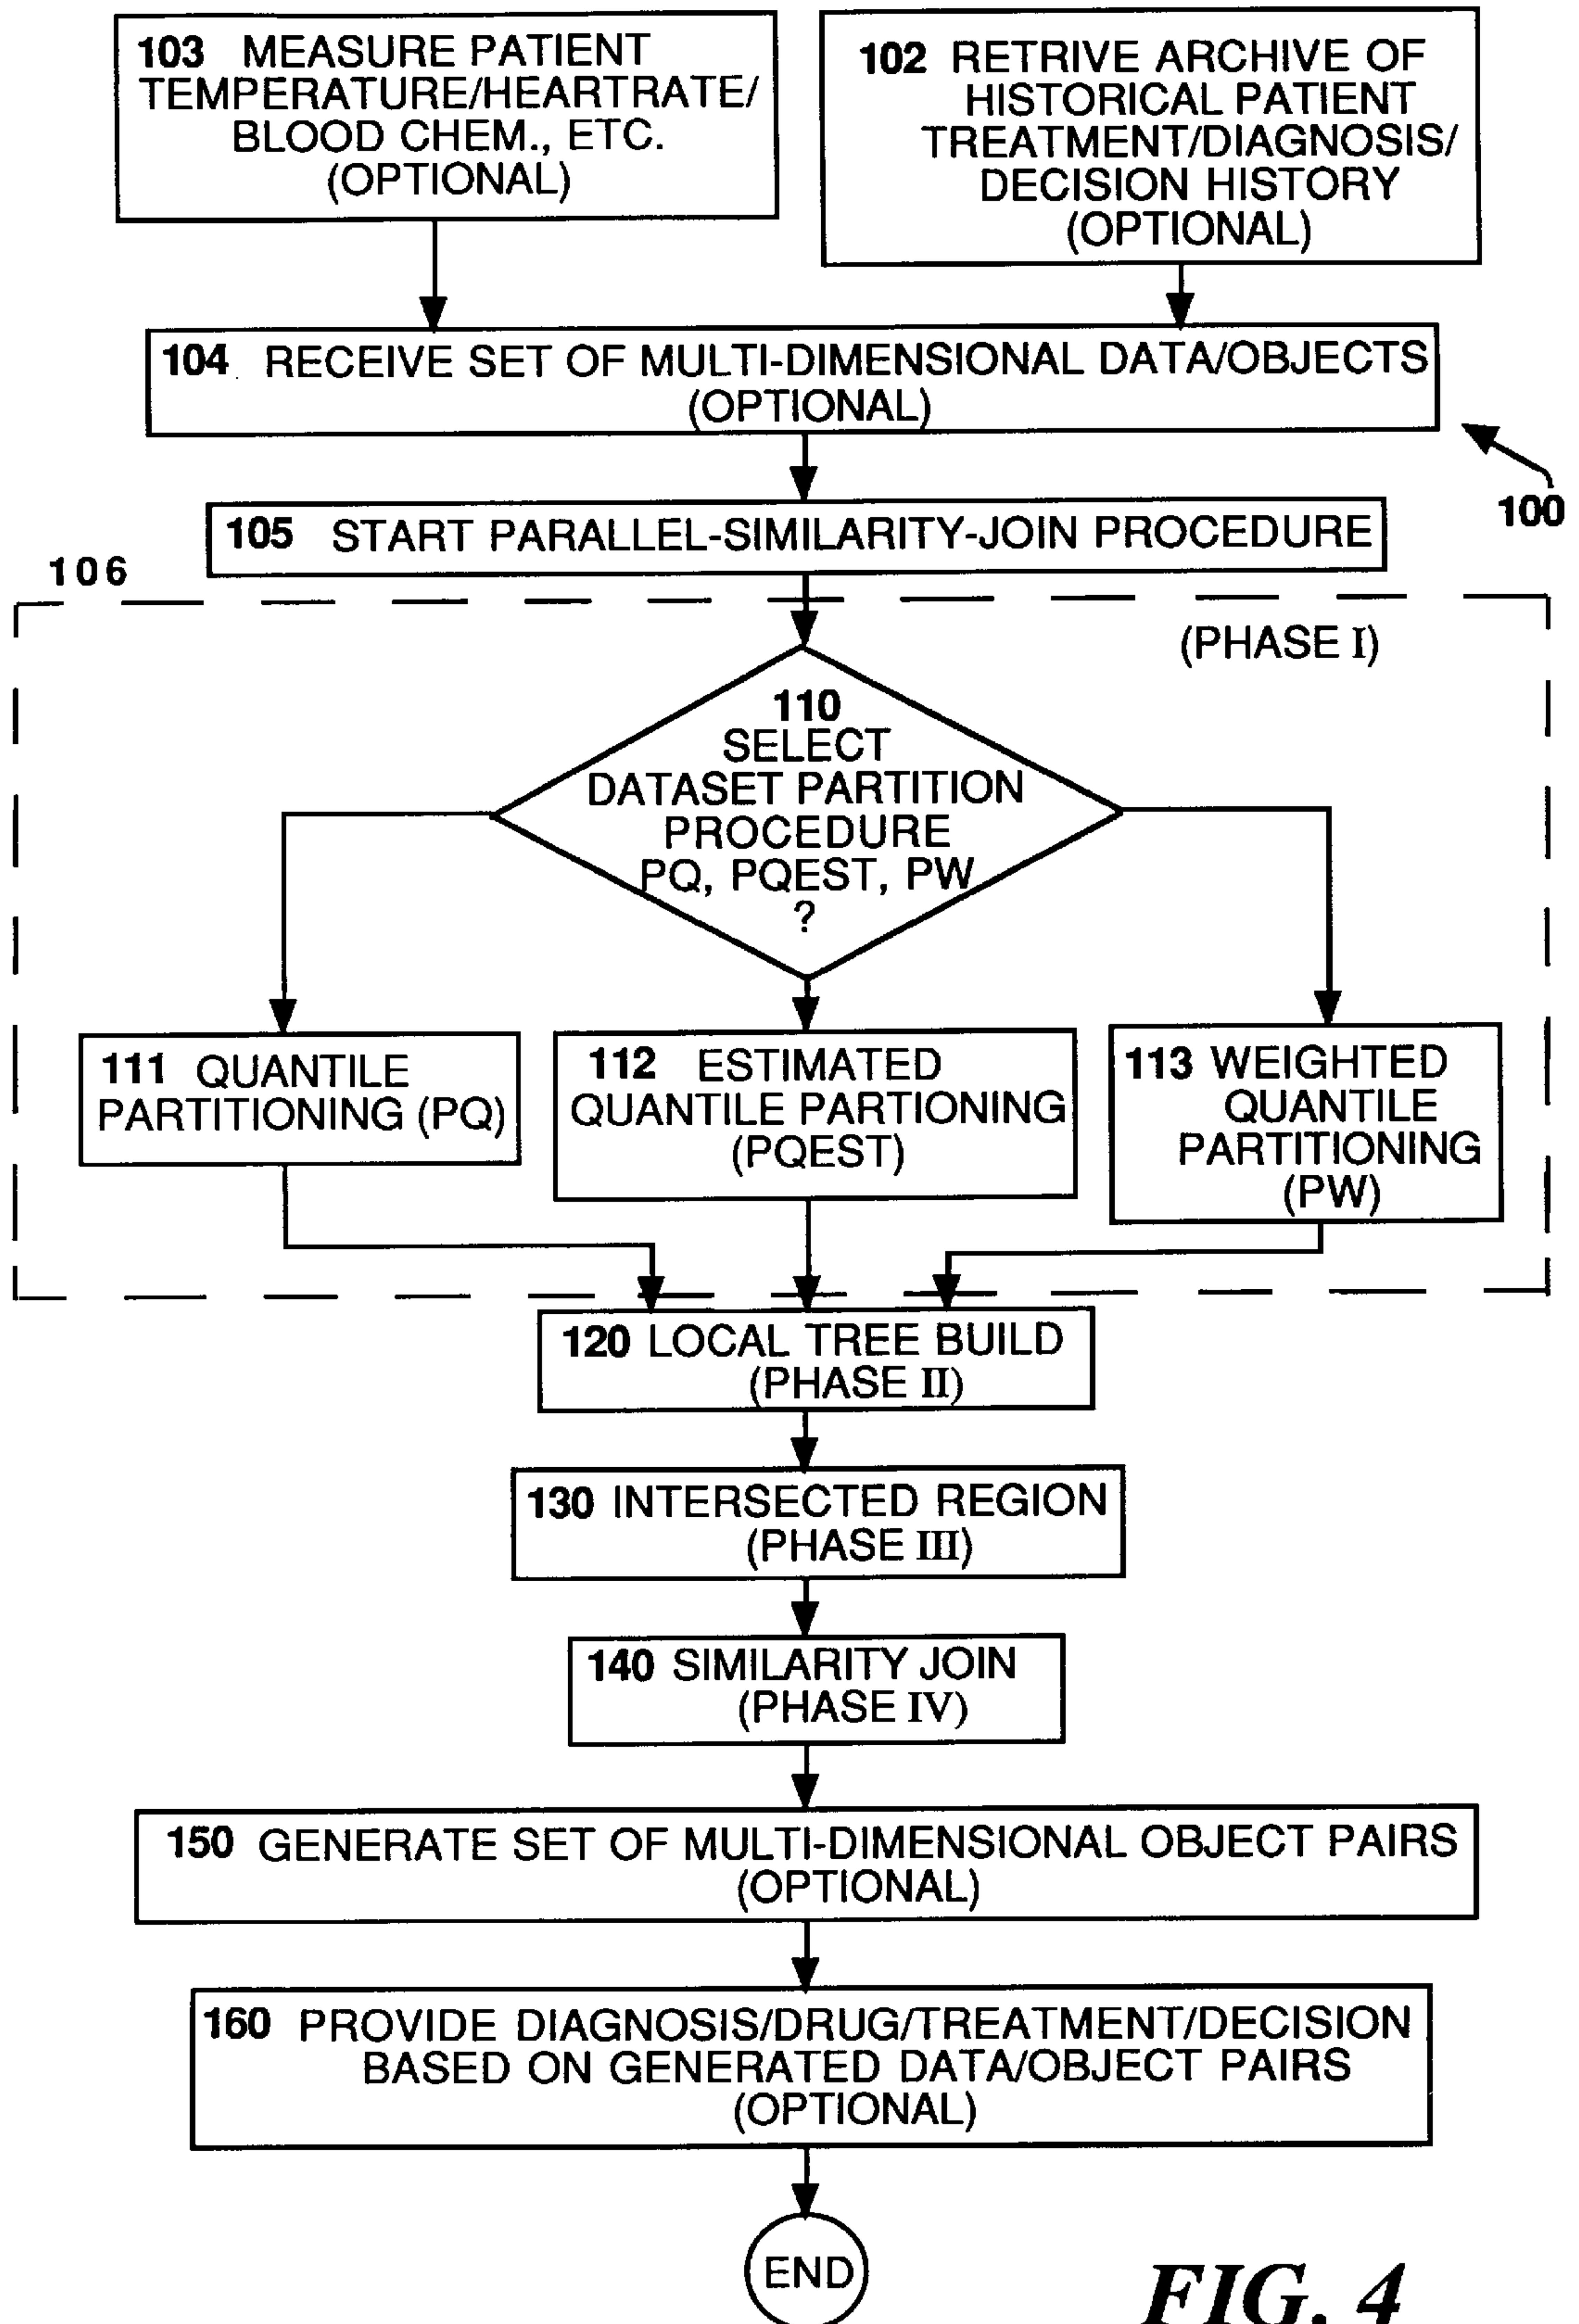 103 MEASURE PATIENT
TEMPERATURE/HEARTRATE/
BLOOD CHEM., ETC.
(OPTIONAL)
102 RETRIVE ARCHIVE OF
HISTORICAL PATIENT
TREATMENT/DIAGNOSIS/
DECISION HISTORY
(OPTIONAL)
104 RECEIVE SET OF MULTI-DIMENSIONAL DATA/OBJECTS
(OPTIONAL)
100
105 START PARALLEL-SIMILARITY-JOIN PROCEDURE
106
(PHASE I)
110
SELECT
DATASET PARTITION
PROCEDURE
PQ, PQEST, PW
?
111 QUANTILE
PARTITIONING (PQ)
112 ESTIMATED
QUANTILE PARTIONING
(PQEST)
113 WEIGHTED
QUANTILE
PARTITIONING
(PW)
120 LOCAL TREE BUILD
(PHASE II)
130 INTERSECTED REGION
(PHASE III)
140 SIMILARITY JOIN
(PHASE IV)
150 GENERATE SET OF MULTI-DIMENSIONAL OBJECT PAIRS
(OPTIONAL)
160 PROVIDE DIAGNOSIS/DRUG/TREATMENT/DECISION
BASED ON GENERATED DATA/OBJECT PAIRS
(OPTIONAL)
END
FIG. 4